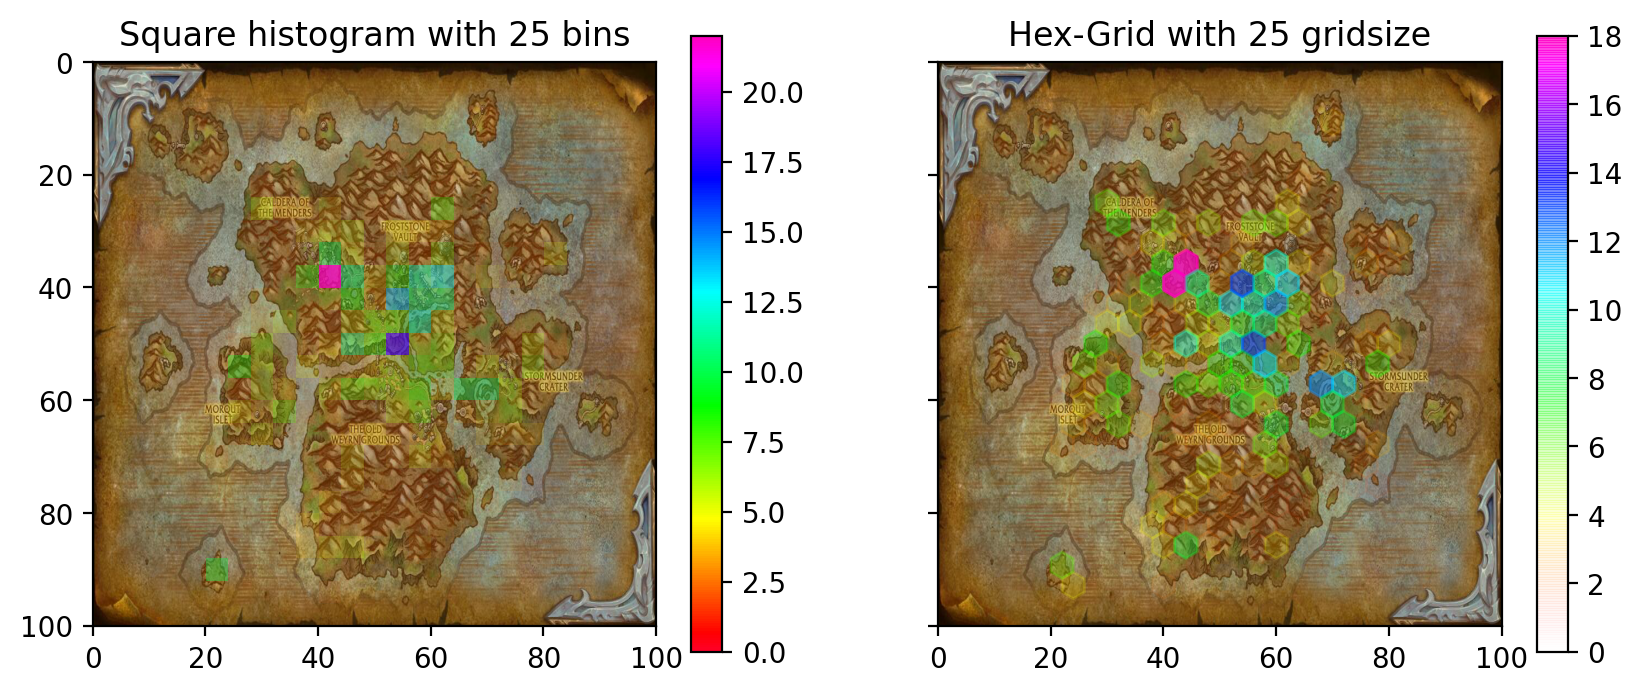 Square histogram with 25 bins
0
20
40
60
80
100
0
20
40
60
80
100
CALDERA OF
THE MENDERS
FROSTSTONE
VAULT
STORMSUNDER
CRATER
MORQUT
ISLET
THE OLD
WEYRN GROUNDS
20.0
17.5
15.0
12.5
10.0
7.5
5.0
2.5
0.0
Hex-Grid with 25 gridsize
0
20
40
60
80
100
CALDERA OF
THE MENDERS
FROSTSTONE
VAULT
STORMSUNDER
CRATER
MORQUT
ISLET
THE OLD
WEYRN GROUNDS
18
16
14
12
10
8
6
4
2
0